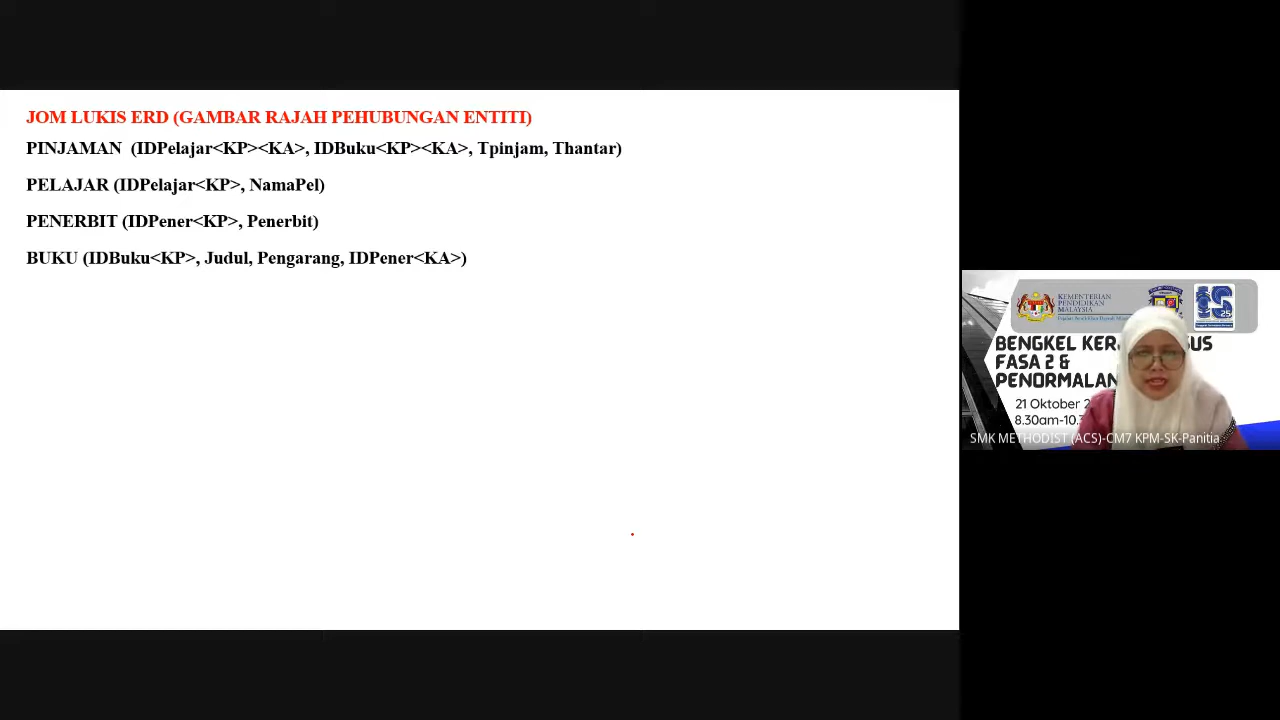 JOM LUKIS ERD (GAMBAR RAJAH PEHUBUNGAN ENTITI)
PINJAMAN (IDPelajar<KP><KA>, IDBuku<KP><KA>, Tpinjam, Thantar)
PELAJAR (IDPelajar<KP>, NamaPel)
PENERBIT (IDPener<KP>, Penerbit)
BUKU (IDBuku<KP>, Judul, Pengarang, IDPener<KA>)
KEMENTERIAN
PENDIDIKAN
MALAYSIA
25
BENGKEL KER
SUS
FASA 2 &
PENORMALAN
21 Oktober 2
8.30am-10.
SMK METHODIST (ACS)-CM7 KPM-SK-Panitia